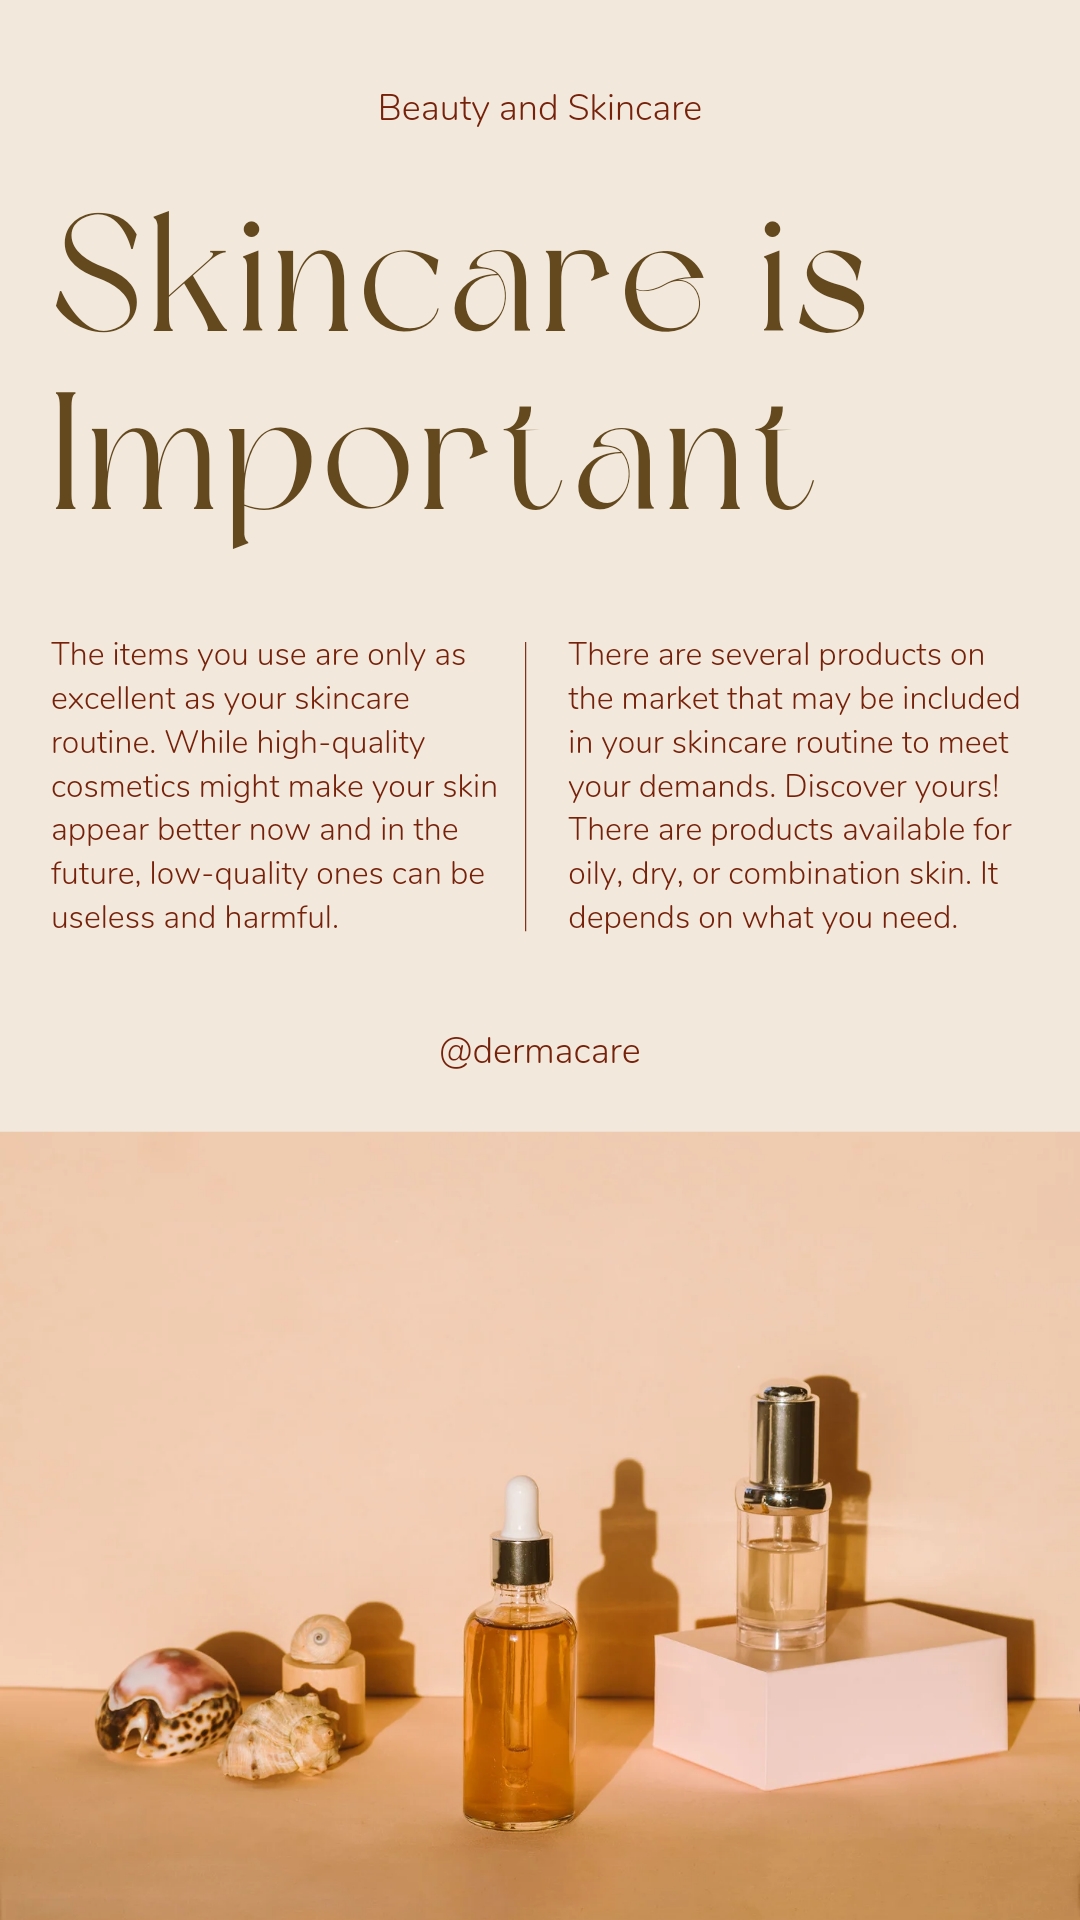 Beauty and Skincare
Skincare is
Important
The items you use are only as
excellent as your skincare
routine. While high-quality
cosmetics might make your skin
appear better now and in the
future, low-quality ones can be
useless and harmful.
There are several products on
the market that may be included
in your skincare routine to meet
your demands. Discover yours!
There are products available for
oily, dry, or combination skin. It
depends on what you need.
@dermacare